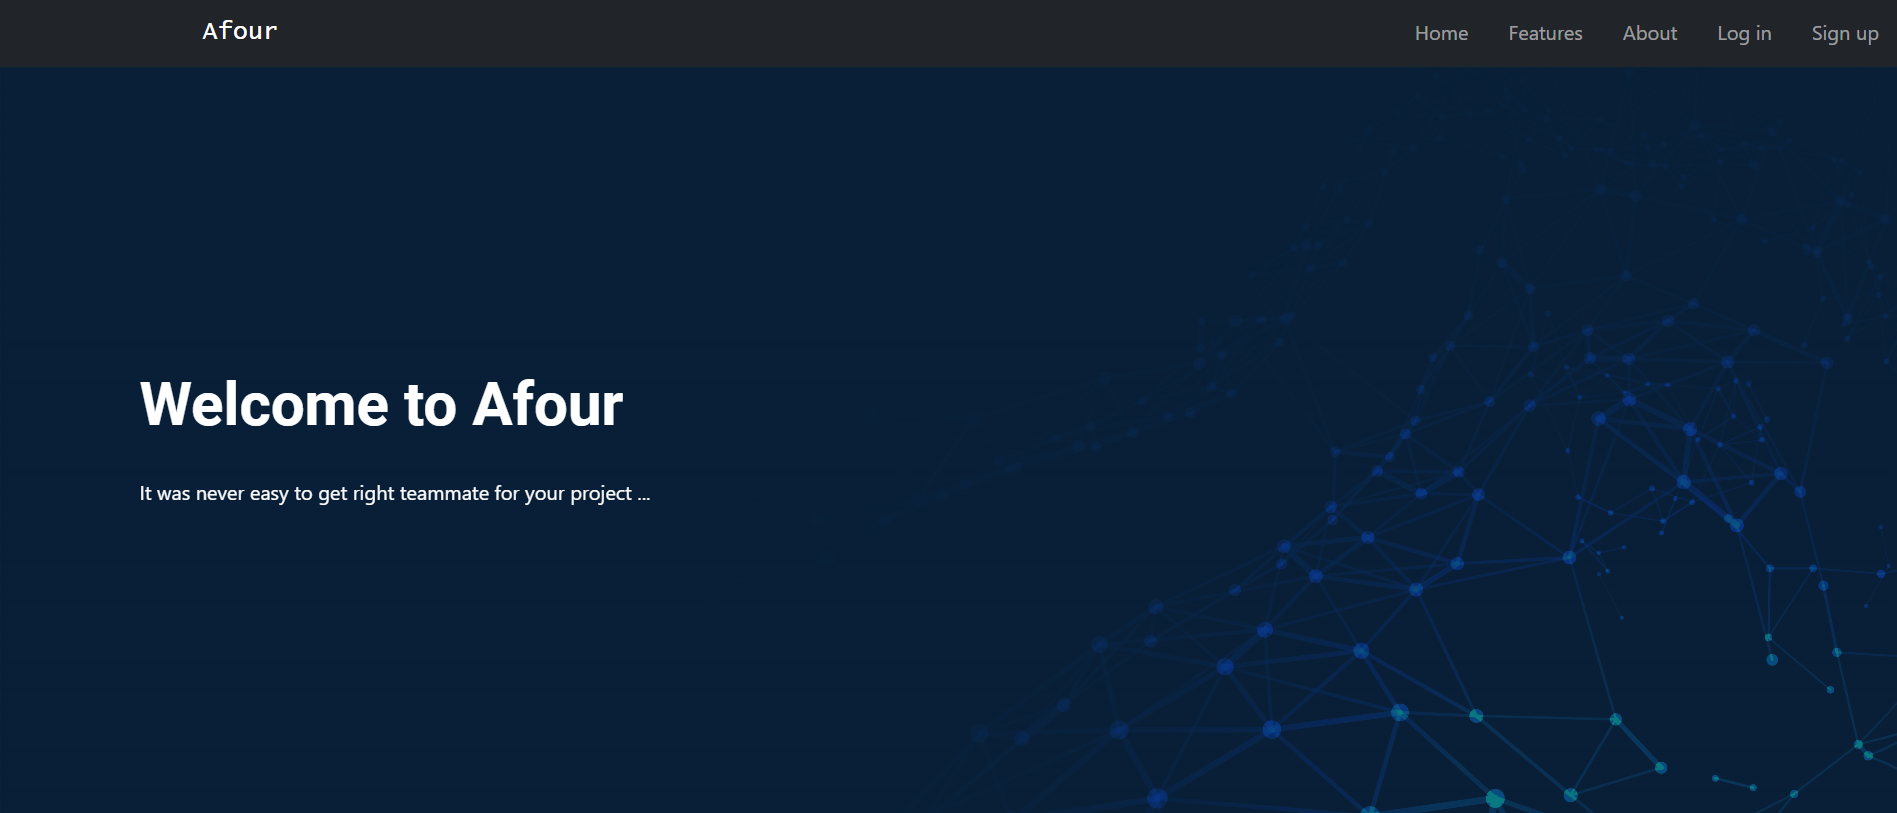 Afour
Home Features About Log in Sign up
Welcome to Afour
It was never easy to get right teammate for your project ...